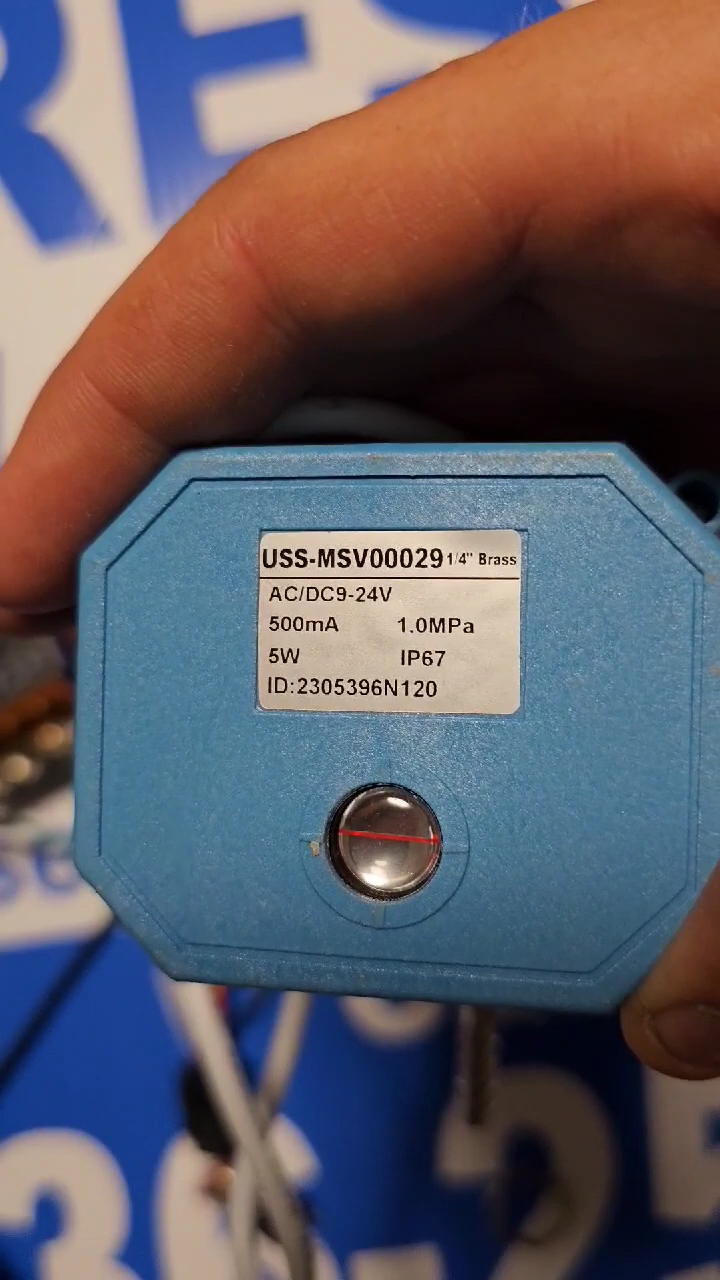 USS-MSV00029 1/4" Brass
AC/DC9-24V
500mA 1.0MPa
5W IP67
ID:2305396N120